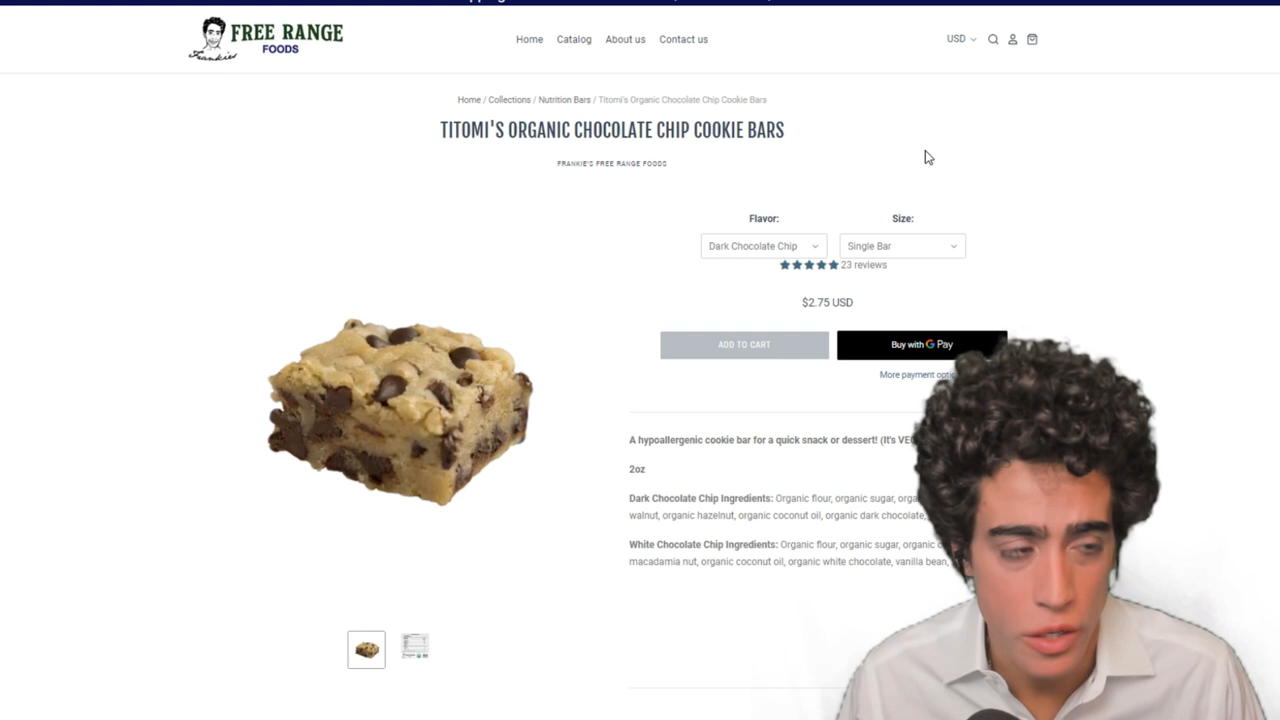 FREE RANGE
FOODS
Frankies
Home Catalog About us Contact us
USD
Home / Collections / Nutrition Bars / Titomi's Organic Chocolate Chip Cookie Bars
TITOMI'S ORGANIC CHOCOLATE CHIP COOKIE BARS
FRANKIE'S FREE RANGE FOODS
Flavor: Size:
Dark Chocolate Chip Single Bar
23 reviews
$2.75 USD
ADD TO CART Buy with G Pay
More payment
A hypoallergenic cookie bar for a quick snack or dessert! (It's
2oz
Dark Chocolate Chip Ingredients: Organic flour, organic sugar,
walnut, organic hazelnut, organic coconut oil, organic dark chocolate,
White Chocolate Chip Ingredients: Organic flour, organic sugar, organic
macadamia nut, organic coconut oil, organic white chocolate, vanilla bean,